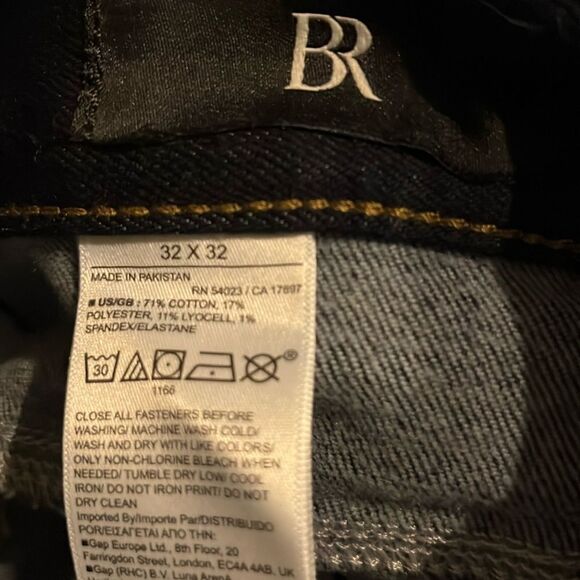 BR
32 X 32
MADE IN PAKISTAN
RN 54023 / CA 17897
■ US/GB : 71% COTTON, 17%
POLYESTER, 11% LYOCELL, 1%
SPANDEX/ELASTANE
30
®
1166
CLOSE ALL FASTENERS BEFORE
WASHING/ MACHINE WASH COLD/
WASH AND DRY WITH LIKE COLORS/
ONLY NON-CHLORINE BLEACH WHEN
NEEDED/ TUMBLE DRY LOW/ COOL
IRON/ DO NOT IRON PRINT/ DO NOT
DRY CLEAN
Imported By/Importe Par/DISTRIBUIDO
POR/ΕΙΣΑΓΕΤΑΙ ΑΠΟ ΤΗΝ:
■Gap Europe Ltd., 8th Floor, 20
Farringdon Street, London, EC4A 4AB, UK
■Gap (RHC) B.V. Luna ArenA